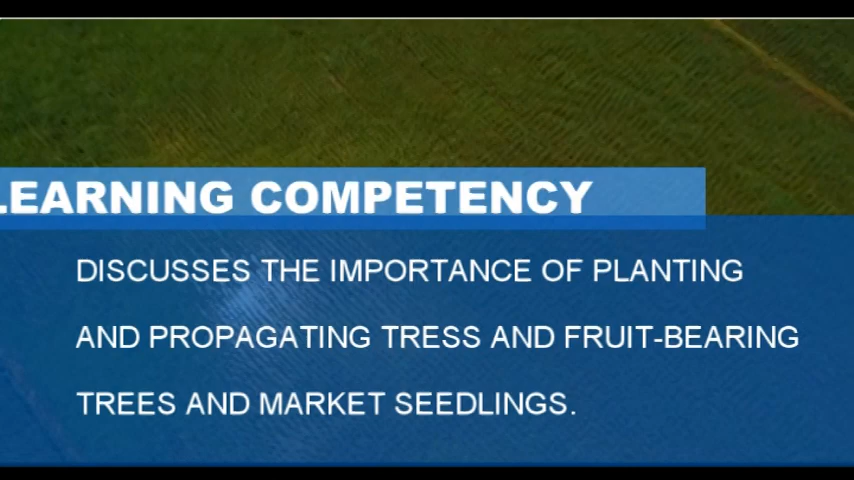 LEARNING COMPETENCY
DISCUSSES THE IMPORTANCE OF PLANTING
AND PROPAGATING TRESS AND FRUIT-BEARING
TREES AND MARKET SEEDLINGS.